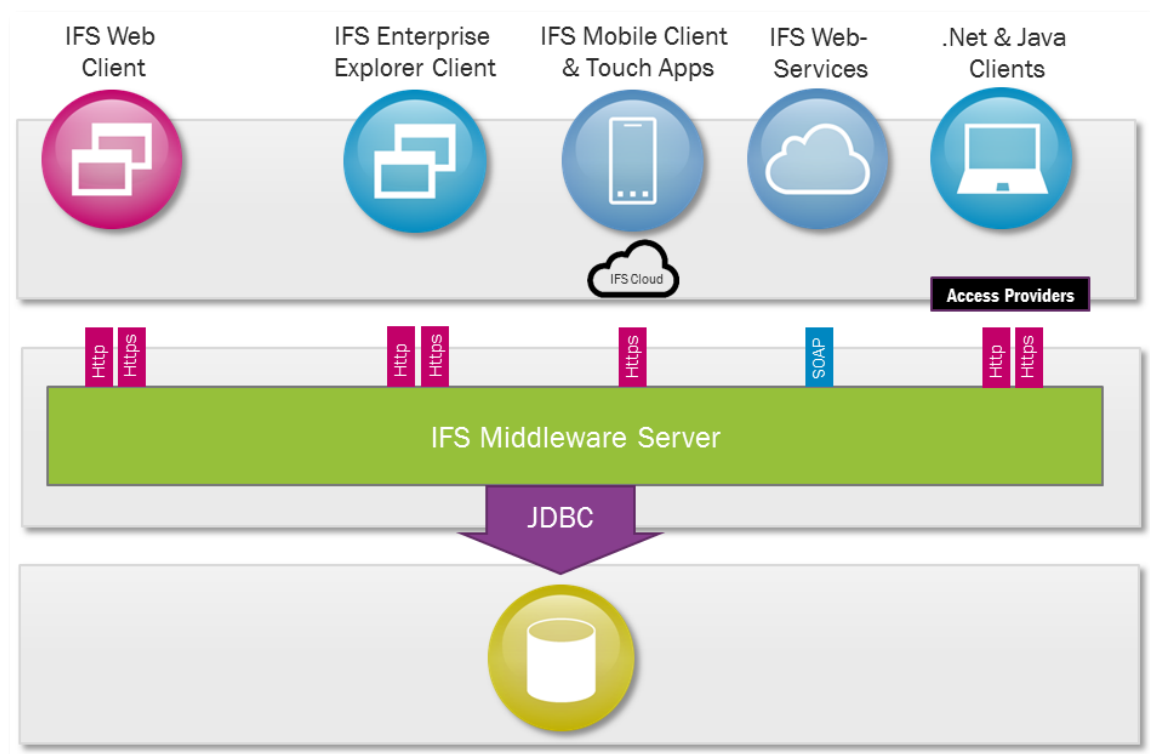 IFS Web
Client
IFS Enterprise
Explorer Client
IFS Mobile Client
& Touch Apps
IFS Web-
Services
.Net & Java
Clients
IFS Cloud
Access Providers
Http
Https
Http
Https
Https
SOAP
Http
Https
IFS Middleware Server
JDBC